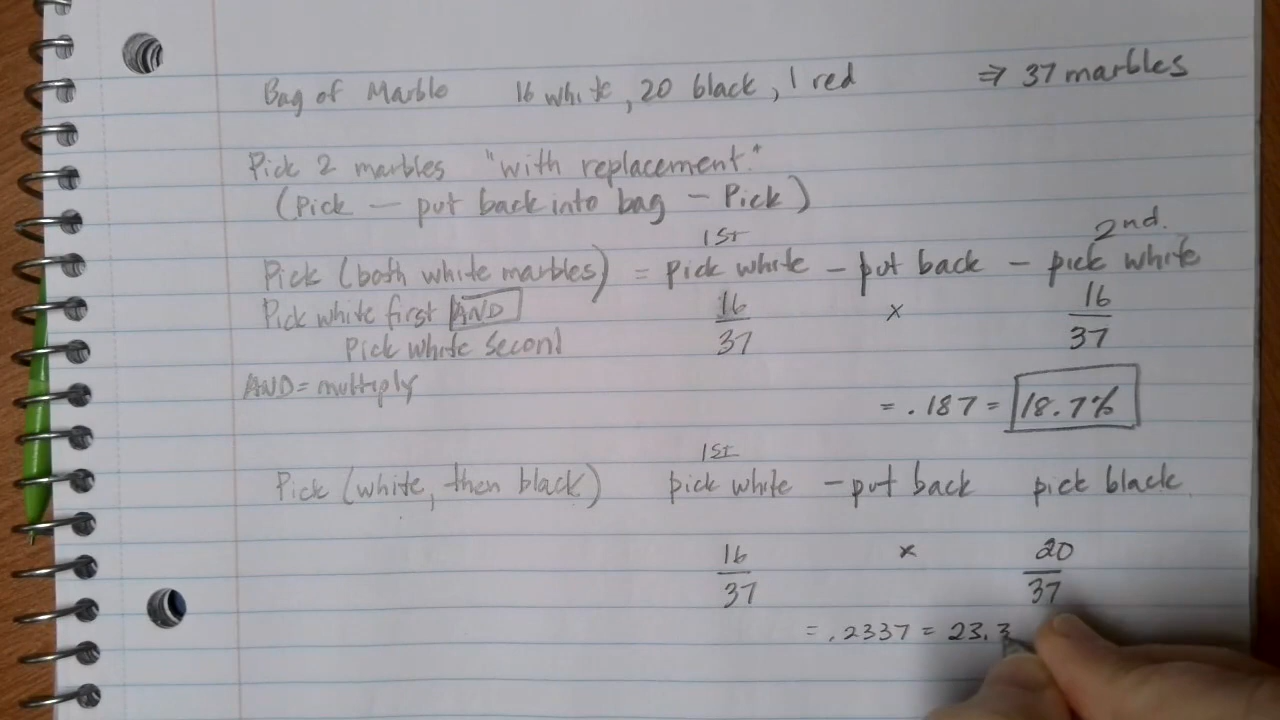 Bag of Marble 16 white, 20 black, 1 red ⇒ 37 marbles
Pick 2 marbles "with replacement."
(Pick — put back into bag — Pick)
1st 2nd.
Pick (both white marbles) = pick white – put back – pick white
Pick white first AND 16/37 × 16/37
Pick white second
AND = multiply
= .187 = 18.7%
1st
Pick (white, then black) pick white – put back pick black
16/37 × 20/37
= .2337 = 23.3